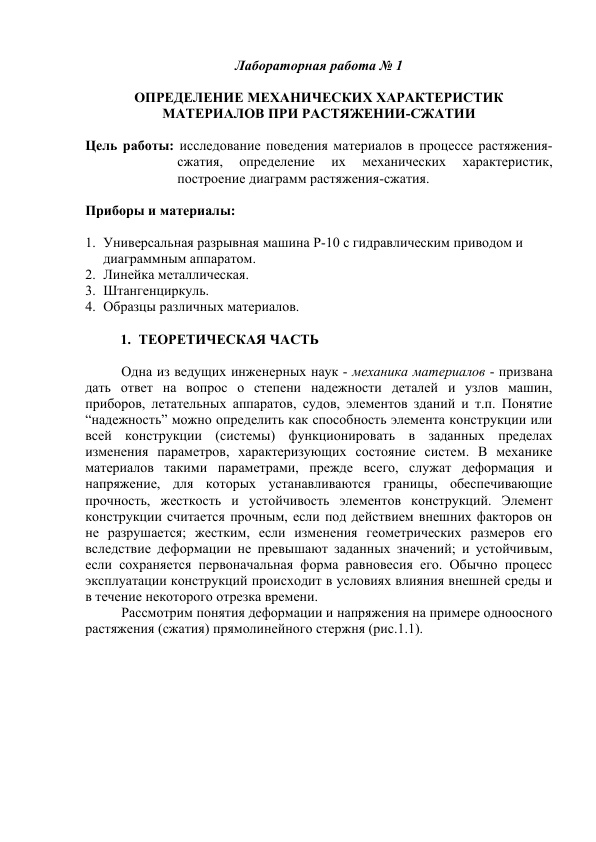 Лабораторная работа № 1
ОПРЕДЕЛЕНИЕ МЕХАНИЧЕСКИХ ХАРАКТЕРИСТИК
МАТЕРИАЛОВ ПРИ РАСТЯЖЕНИИ-СЖАТИИ
Цель работы: исследование поведения материалов в процессе растяжения-
сжатия, определение их механических характеристик,
построение диаграмм растяжения-сжатия.
Приборы и материалы:
1. Универсальная разрывная машина Р-10 с гидравлическим приводом и
диаграммным аппаратом.
2. Линейка металлическая.
3. Штангенциркуль.
4. Образцы различных материалов.
1. ТЕОРЕТИЧЕСКАЯ ЧАСТЬ
Одна из ведущих инженерных наук - механика материалов - призвана
дать ответ на вопрос о степени надежности деталей и узлов машин,
приборов, летательных аппаратов, судов, элементов зданий и т.п. Понятие
“надежность” можно определить как способность элемента конструкции или
всей конструкции (системы) функционировать в заданных пределах
изменения параметров, характеризующих состояние систем. В механике
материалов такими параметрами, прежде всего, служат деформация и
напряжение, для которых устанавливаются границы, обеспечивающие
прочность, жесткость и устойчивость элементов конструкций. Элемент
конструкции считается прочным, если под действием внешних факторов он
не разрушается; жестким, если изменения геометрических размеров его
вследствие деформации не превышают заданных значений; и устойчивым,
если сохраняется первоначальная форма равновесия его. Обычно процесс
эксплуатации конструкций происходит в условиях влияния внешней среды и
в течение некоторого отрезка времени.
Рассмотрим понятия деформации и напряжения на примере одноосного
растяжения (сжатия) прямолинейного стержня (рис.1.1).